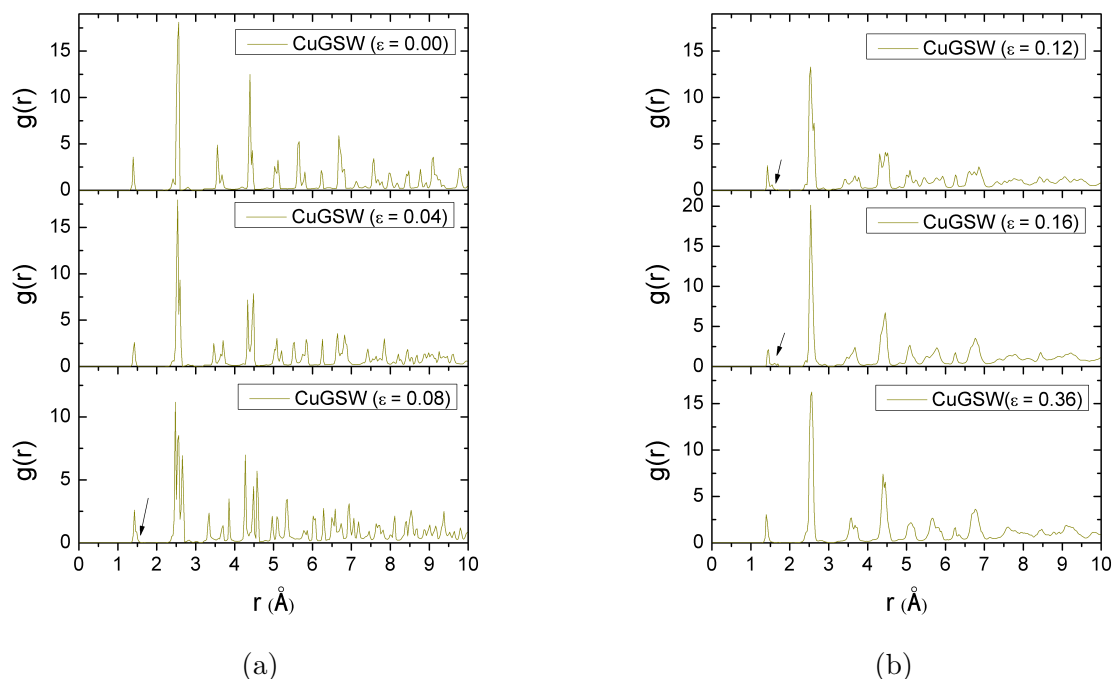 CuGSW (ε = 0.00)
g(r)
15
10
5
0
CuGSW (ε = 0.04)
g(r)
15
10
5
0
CuGSW (ε = 0.08)
g(r)
10
5
0
0 1 2 3 4 5 6 7 8 9 10
r (Å)
(a)
CuGSW (ε = 0.12)
g(r)
15
10
5
0
CuGSW (ε = 0.16)
g(r)
20
15
10
5
0
CuGSW(ε = 0.36)
g(r)
15
10
5
0
0 1 2 3 4 5 6 7 8 9 10
r (Å)
(b)